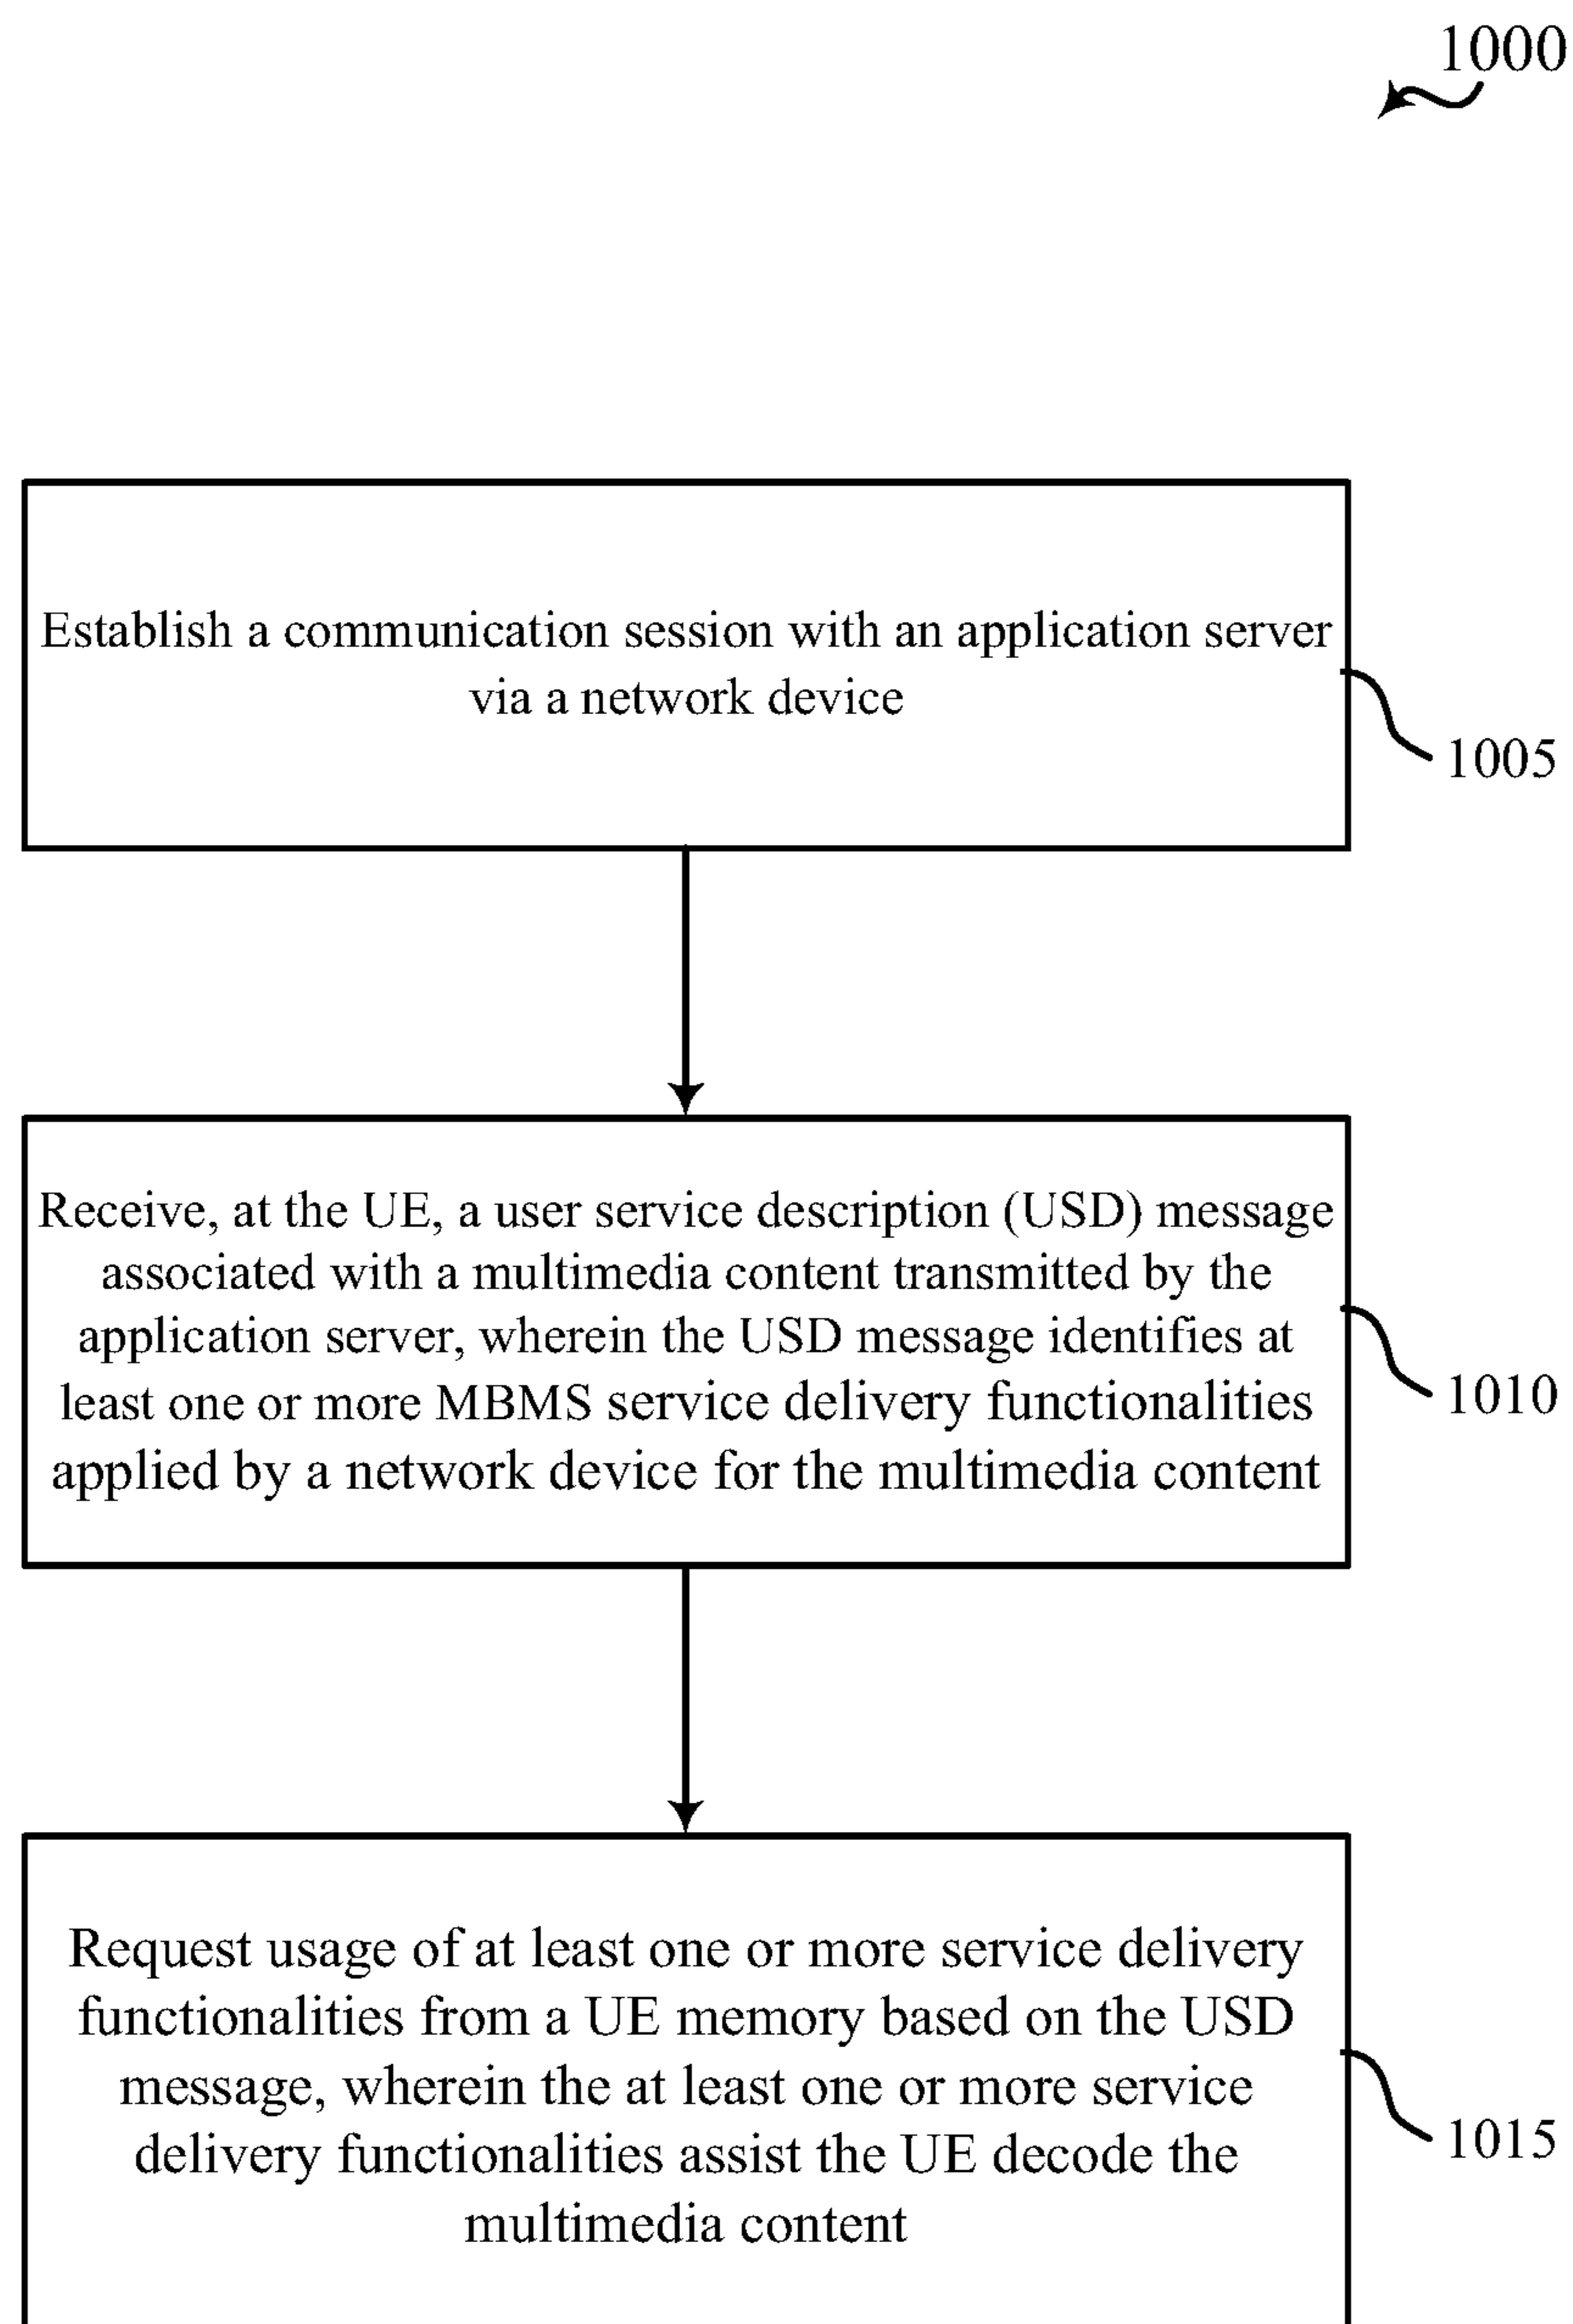 1000
Establish a communication session with an application server
via a network device
1005
Receive, at the UE, a user service description (USD) message
associated with a multimedia content transmitted by the
application server, wherein the USD message identifies at
least one or more MBMS service delivery functionalities
applied by a network device for the multimedia content
1010
Request usage of at least one or more service delivery
functionalities from a UE memory based on the USD
message, wherein the at least one or more service
delivery functionalities assist the UE decode the
multimedia content
1015